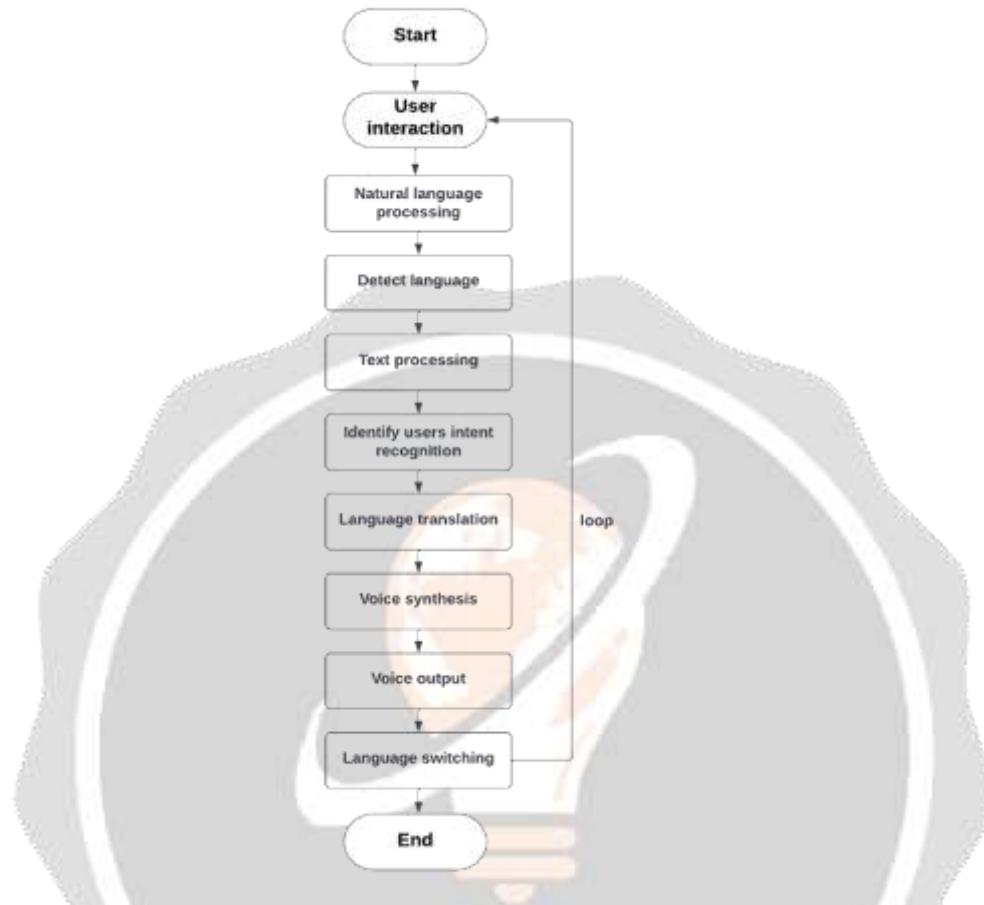 Start
User
interaction
Natural language
processing
Detect language
Text processing
Identify users intent
recognition
Language translation
loop
Voice synthesis
Voice output
Language switching
End